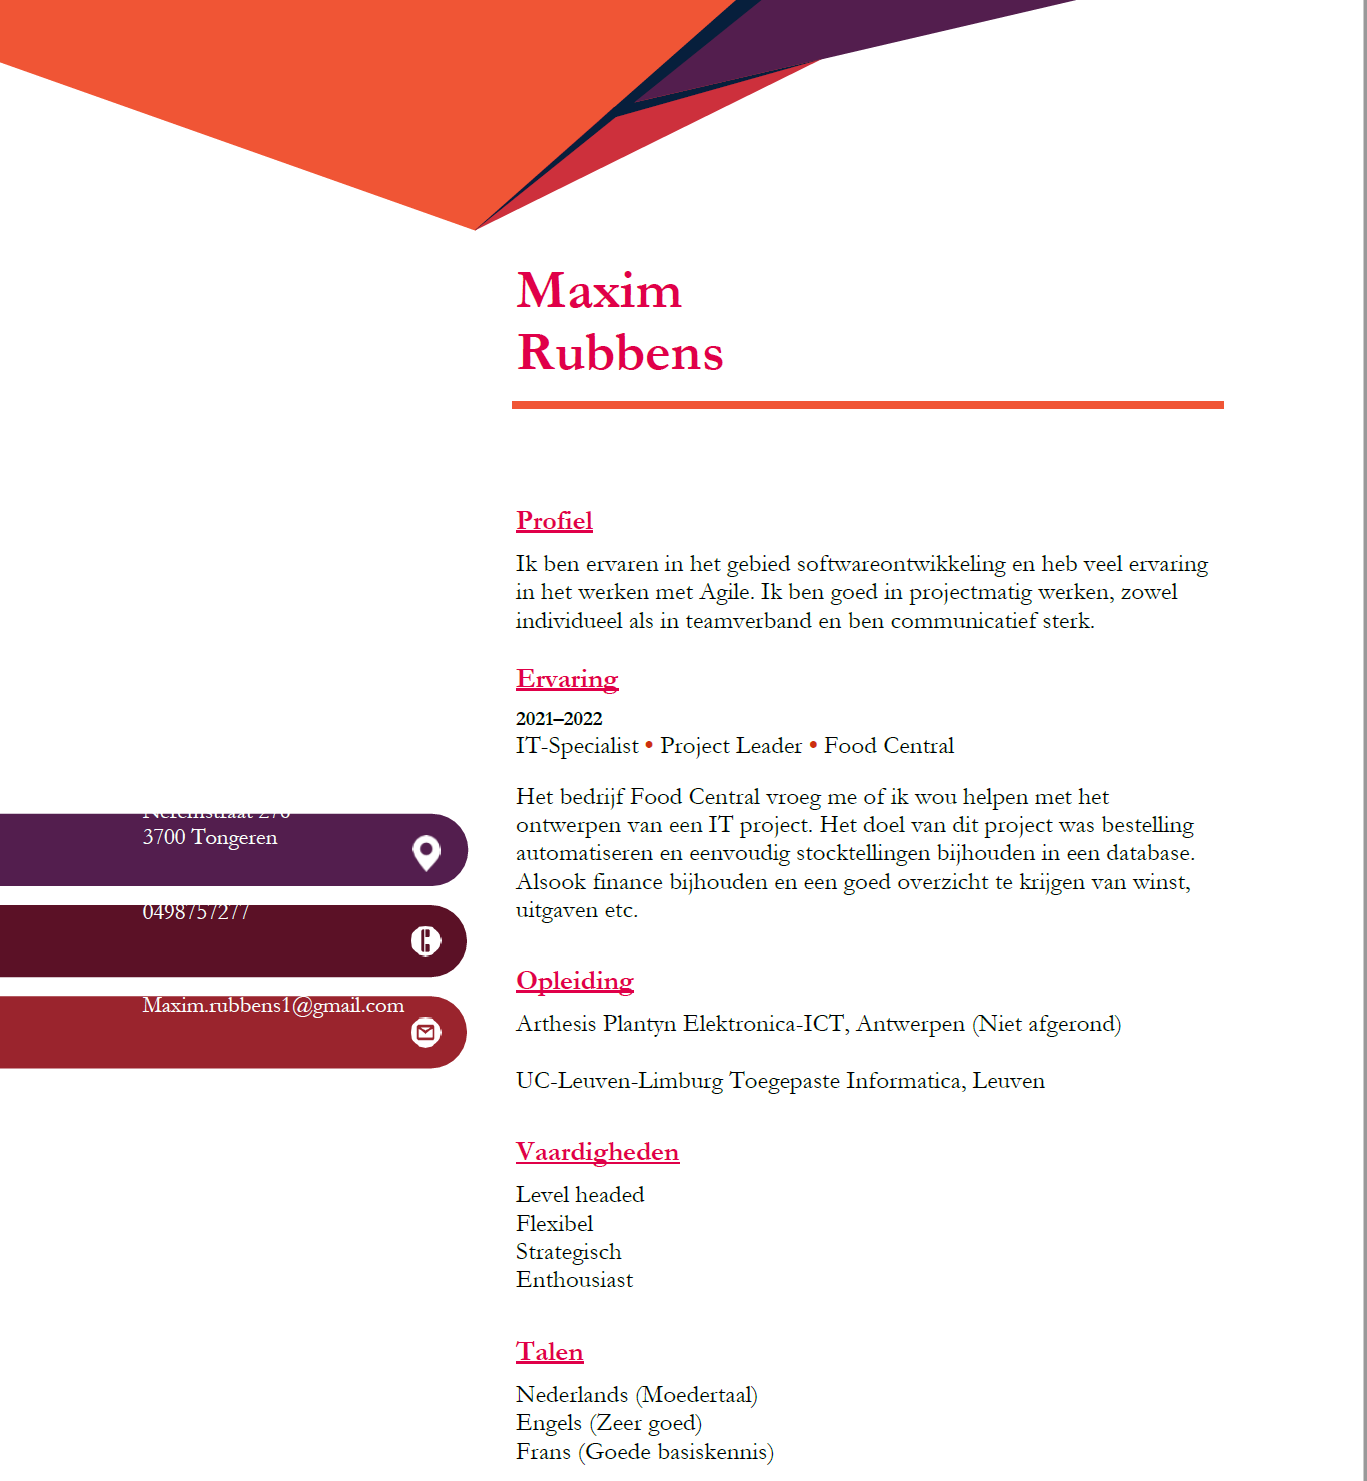 Maxim
Rubbens
Profiel
Ik ben ervaren in het gebied softwareontwikkeling en heb veel ervaring
in het werken met Agile. Ik ben goed in projectmatig werken, zowel
individueel als in teamverband en ben communicatief sterk.
Ervaring
2021–2022
IT-Specialist • Project Leader • Food Central
Het bedrijf Food Central vroeg me of ik wou helpen met het
ontwerpen van een IT project. Het doel van dit project was bestelling
automatiseren en eenvoudig stocktellingen bijhouden in een database.
Alsook finance bijhouden en een goed overzicht te krijgen van winst,
uitgaven etc.
3700 Tongeren
0498757277
Maxim.rubbens1@gmail.com
Opleiding
Arthesis Plantyn Elektronica-ICT, Antwerpen (Niet afgerond)
UC-Leuven-Limburg Toegepaste Informatica, Leuven
Vaardigheden
Level headed
Flexibel
Strategisch
Enthousiast
Talen
Nederlands (Moedertaal)
Engels (Zeer goed)
Frans (Goede basiskennis)